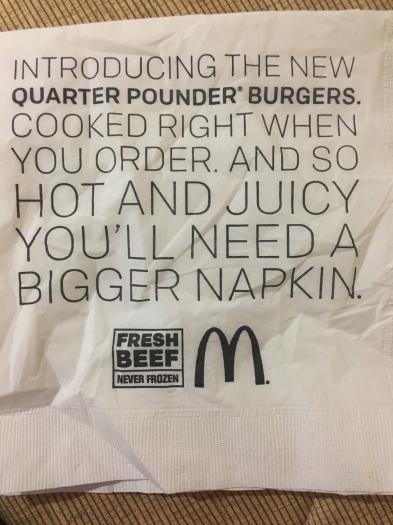 INTRODUCING THE NEW
QUARTER POUNDER® BURGERS.
COOKED RIGHT WHEN
YOU ORDER. AND SO
HOT AND JUICY
YOU'LL NEED A
BIGGER NAPKIN.
FRESH
BEEF
NEVER FROZEN
M.